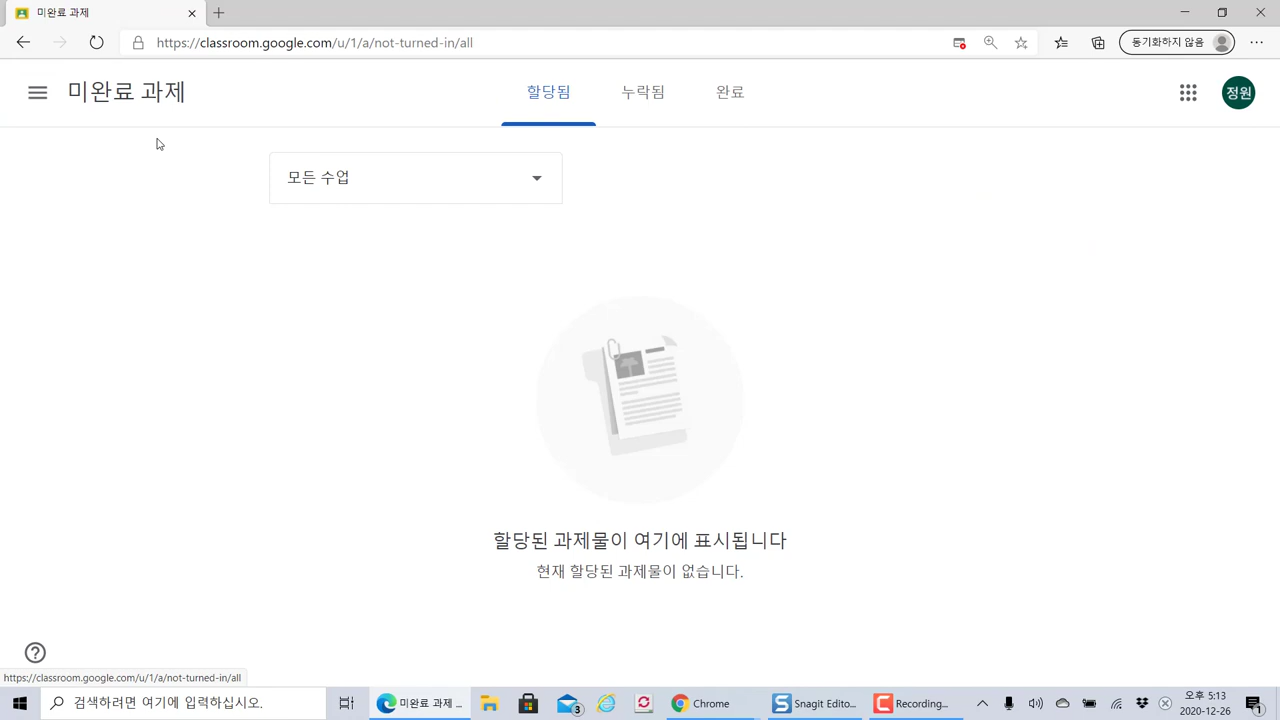 미완료 과제
https://classroom.google.com/u/1/a/not-turned-in/all
동기화하지 않음
미완료 과제
할당됨
누락됨
완료
정원
모든 수업
할당된 과제물이 여기에 표시됩니다
현재 할당된 과제물이 없습니다.
https://classroom.google.com/u/1/a/not-turned-in/all
검색하려면 여기에 입력하십시오.
미완료 과제 ...
3
Chrome
Snagit Edito...
Recording...
오후 5:13
2020-12-26
1